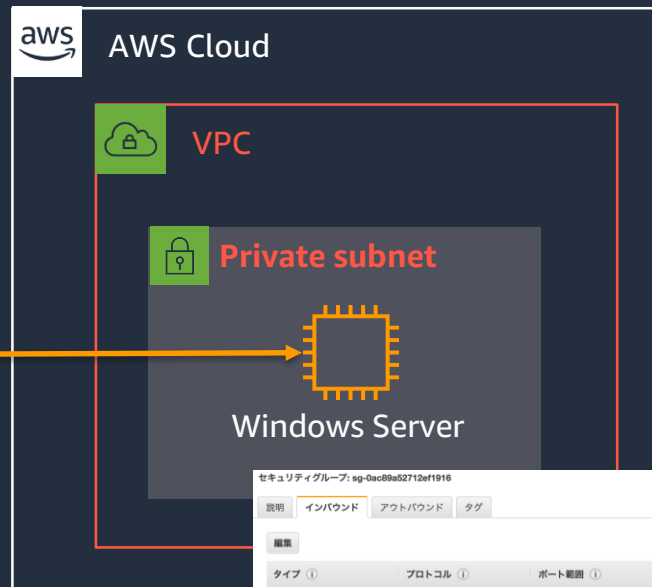 aws
AWS Cloud
VPC
Private subnet
Windows Server
セキュリティグループ: sg-0ac89a52712ef1916
説明 インバウンド アウトバウンド タグ
編集
タイプ プロトコル ポート範囲